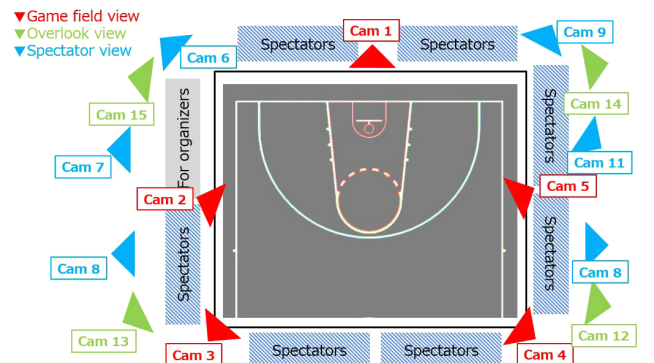 ▼Game field view
▼Overlook view
▼Spectator view
Cam 6
Spectators
Cam 1
Spectators
Cam 9
Cam 15
For organizers
Spectators
Cam 14
Cam 7
Cam 11
Cam 2
Cam 5
Cam 8
Spectators
Spectators
Cam 8
Cam 13
Cam 12
Cam 3
Spectators
Spectators
Cam 4